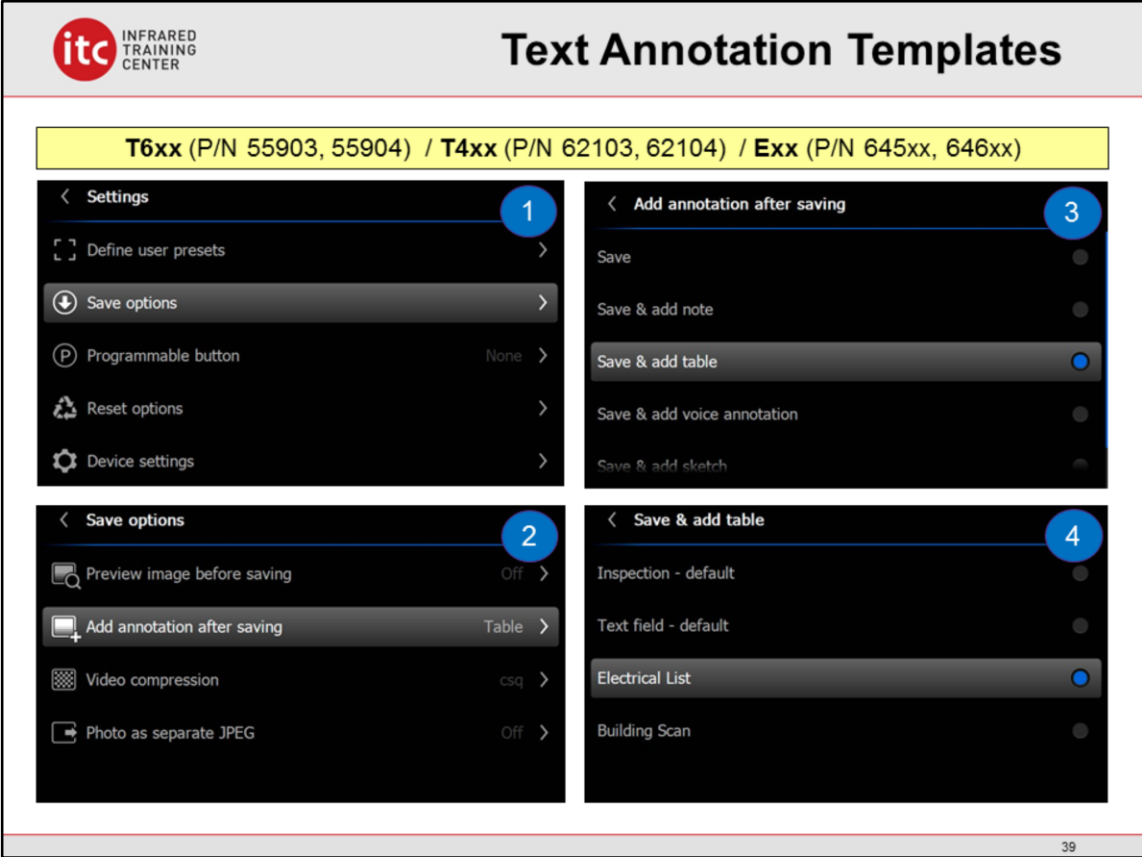 itc INFRARED
TRAINING
CENTER
Text Annotation Templates
T6xx (P/N 55903, 55904) / T4xx (P/N 62103, 62104) / Exx (P/N 645xx, 646xx)
Settings
1
Define user presets
Save options
Programmable button None
Reset options
Device settings
Save options
2
Preview image before saving Off
Add annotation after saving Table
Video compression csq
Photo as separate JPEG Off
Add annotation after saving
3
Save
Save & add note
Save & add table
Save & add voice annotation
Save & add sketch
Save & add table
4
Inspection - default
Text field - default
Electrical List
Building Scan
39